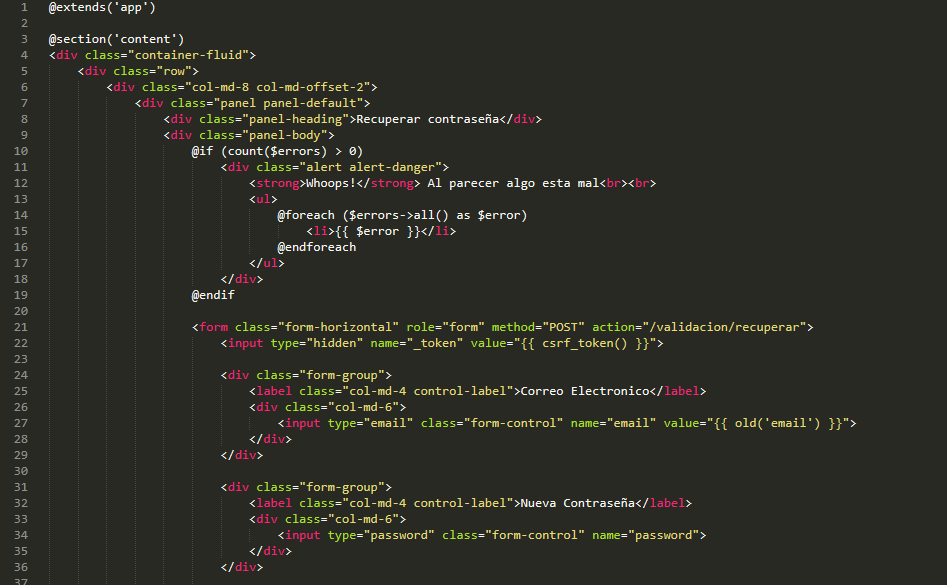 1 @extends('app')
2
3 @section('content')
4 <div class="container-fluid">
5     <div class="row">
6         <div class="col-md-8 col-md-offset-2">
7             <div class="panel panel-default">
8                 <div class="panel-heading">Recuperar contraseña</div>
9                 <div class="panel-body">
10                     @if (count($errors) > 0)
11                         <div class="alert alert-danger">
12                             <strong>Whoops!</strong> Al parecer algo esta mal<br><br>
13                             <ul>
14                                 @foreach ($errors->all() as $error)
15                                     <li>{{ $error }}</li>
16                                 @endforeach
17                             </ul>
18                         </div>
19                     @endif
20
21                     <form class="form-horizontal" role="form" method="POST" action="/validacion/recuperar">
22                         <input type="hidden" name="_token" value="{{ csrf_token() }}">
23
24                         <div class="form-group">
25                             <label class="col-md-4 control-label">Correo Electronico</label>
26                             <div class="col-md-6">
27                                 <input type="email" class="form-control" name="email" value="{{ old('email') }}">
28                             </div>
29                         </div>
30
31                         <div class="form-group">
32                             <label class="col-md-4 control-label">Nueva Contraseña</label>
33                             <div class="col-md-6">
34                                 <input type="password" class="form-control" name="password">
35                             </div>
36                         </div>
37